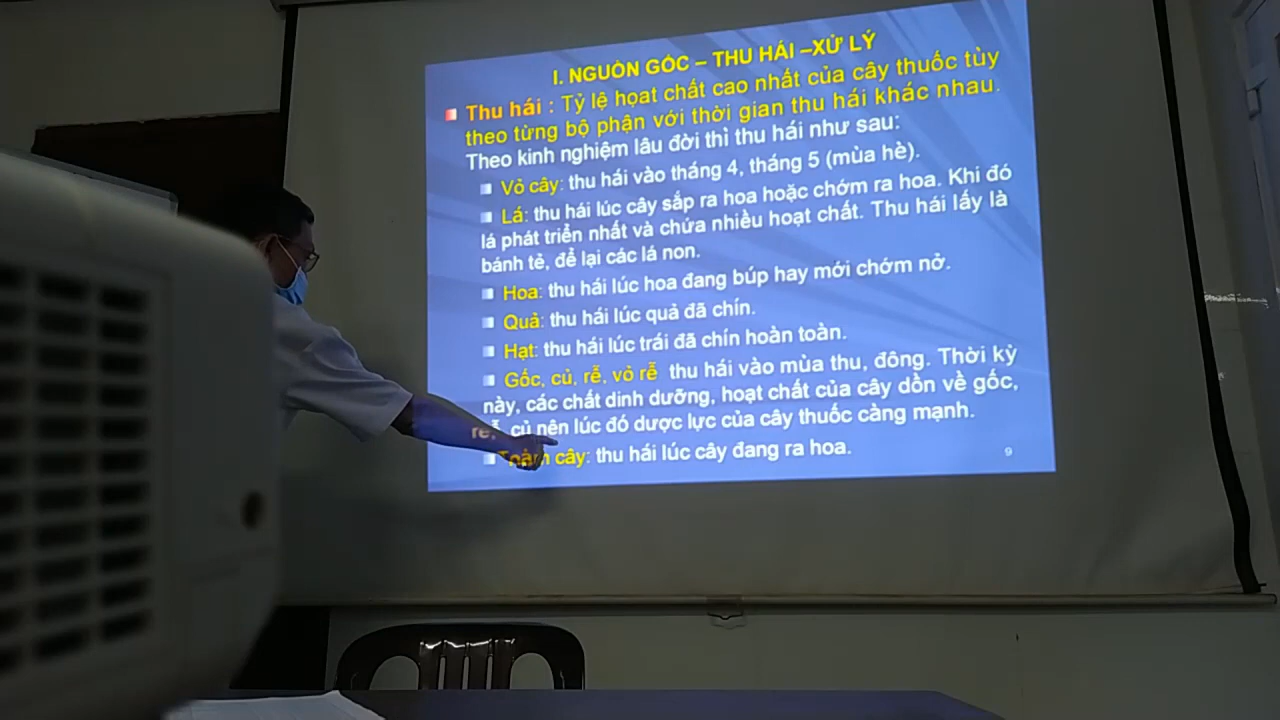 I. NGUỒN GỐC – THU HÁI –XỬ LÝ
Thu hái : Tỷ lệ họat chất cao nhất của cây thuốc tùy
theo từng bộ phận với thời gian thu hái khác nhau.
Theo kinh nghiệm lâu đời thì thu hái như sau:
Vỏ cây: thu hái vào tháng 4, tháng 5 (mùa hè).
Lá: thu hái lúc cây sắp ra hoa hoặc chớm ra hoa. Khi đó
lá phát triển nhất và chứa nhiều hoạt chất. Thu hái lấy là
bánh tẻ, để lại các lá non.
Hoa: thu hái lúc hoa đang búp hay mới chớm nở.
Quả: thu hái lúc quả đã chín.
Hạt: thu hái lúc trái đã chín hoàn toàn.
Gốc, củ, rễ, vỏ rễ thu hái vào mùa thu, đông. Thời kỳ
này, các chất dinh dưỡng, hoạt chất của cây dồn về gốc,
rễ, củ nên lúc đó dược lực của cây thuốc càng mạnh.
cây: thu hái lúc cây đang ra hoa.
9